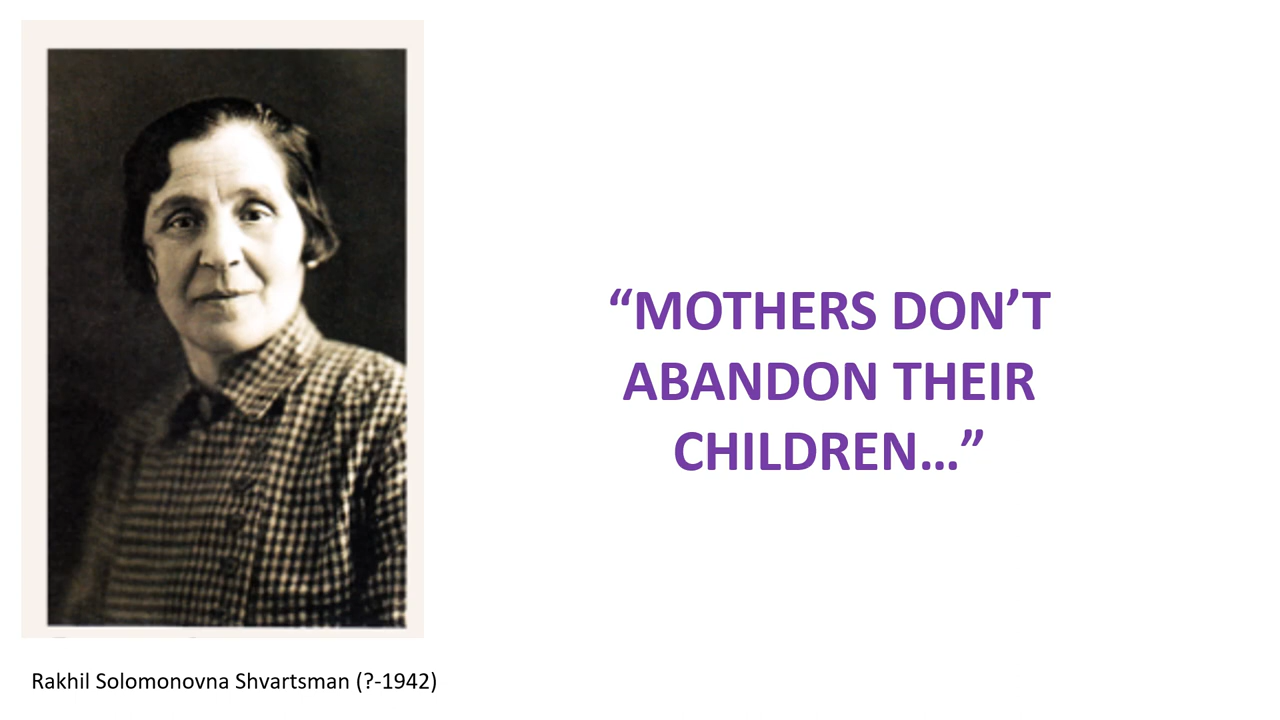 “MOTHERS DON’T
ABANDON THEIR
CHILDREN…”
Rakhil Solomonovna Shvartsman (?-1942)